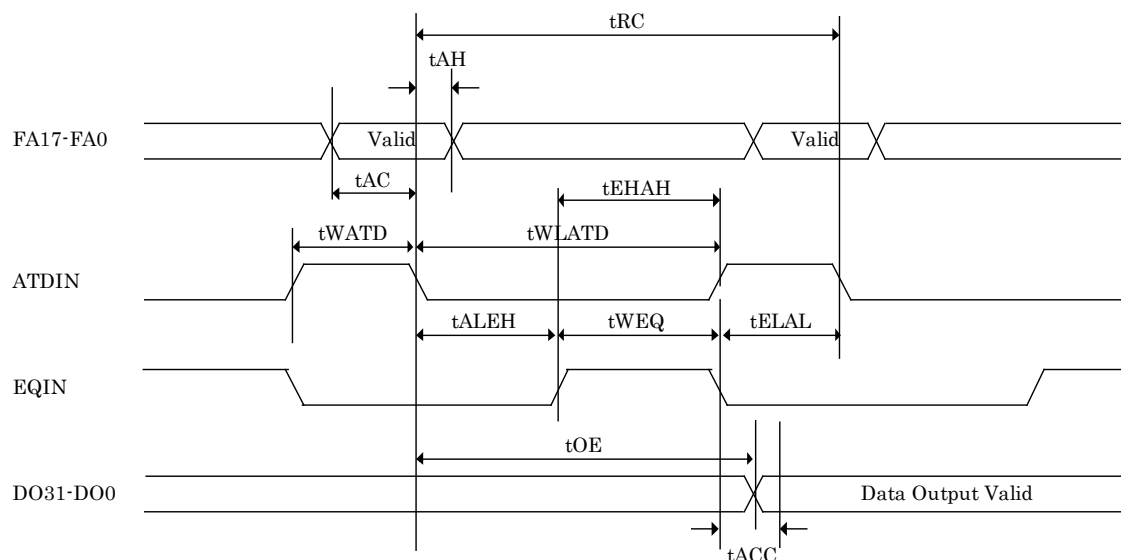 tRC
tAH
FA17-FA0 Valid Valid
tAC tEHAH
tWATD tWLATD
ATDIN
tALEH tWEQ tELAL
EQIN
tOE
DO31-DO0 Data Output Valid
tACC